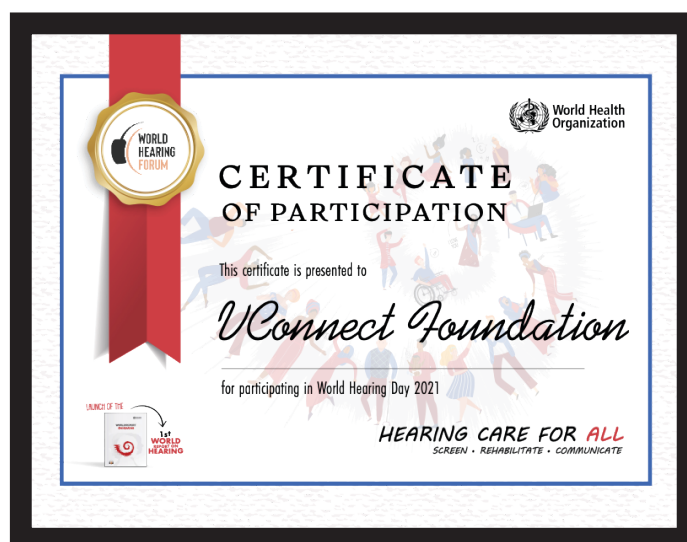 WORLD
HEARING
FORUM
World Health
Organization
CERTIFICATE
OF PARTICIPATION
This certificate is presented to
VConnect Foundation
for participating in World Hearing Day 2021
LAUNCH OF THE
1st
WORLD
REPORT ON
HEARING
HEARING CARE FOR ALL
SCREEN • REHABILITATE • COMMUNICATE